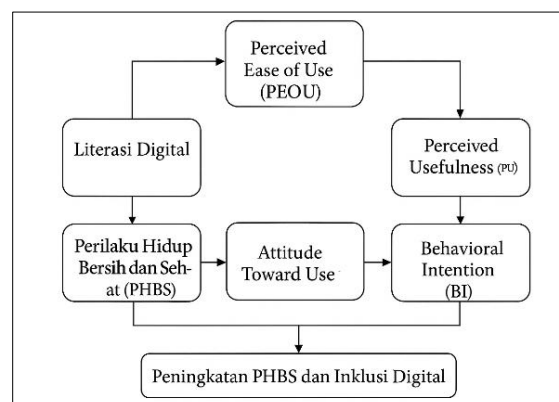 Perceived
Ease of Use
(PEOU)
Literasi Digital
Perceived
Usefulness (PU)
Perilaku Hidup
Bersih dan Seh-
at (PHBS)
Attitude
Toward Use
Behavioral
Intention
(BI)
Peningkatan PHBS dan Inklusi Digital